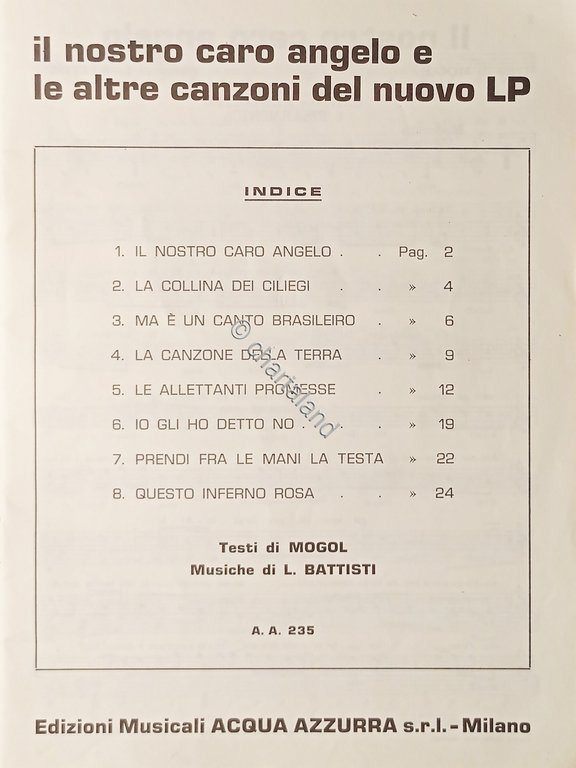 il nostro caro angelo e
le altre canzoni del nuovo LP
INDICE
1. IL NOSTRO CARO ANGELO . . Pag. 2
2. LA COLLINA DEI CILIEGI . . » 4
3. MA È UN CANTO BRASILEIRO . » 6
4. LA CANZONE DELLA TERRA . » 9
5. LE ALLETTANTI PROMESSE . » 12
6. IO GLI HO DETTO NO . . . » 19
7. PRENDI FRA LE MANI LA TESTA » 22
8. QUESTO INFERNO ROSA . . » 24
© chartaland
Testi di MOGOL
Musiche di L. BATTISTI
A. A. 235
Edizioni Musicali ACQUA AZZURRA s.r.l. - Milano